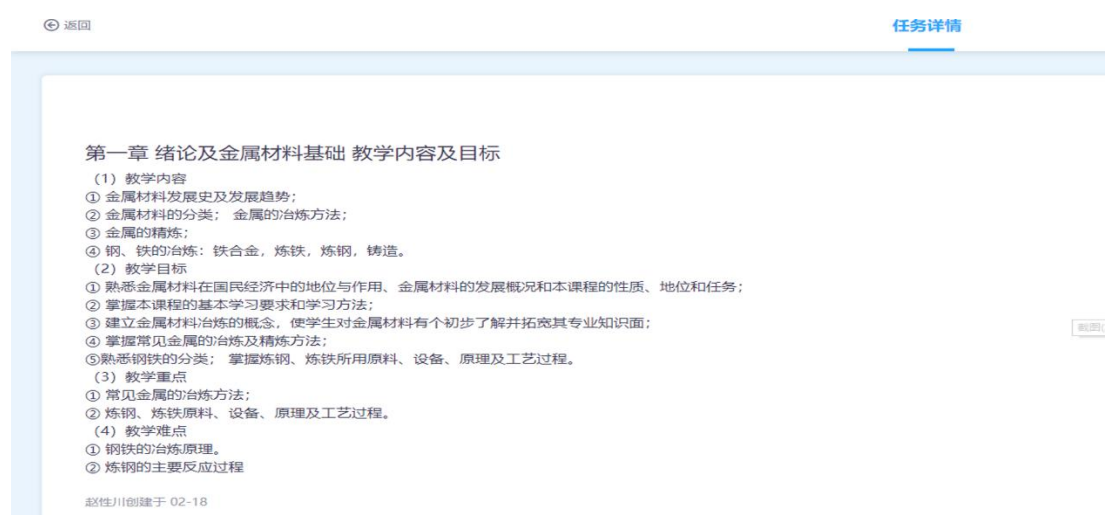 返回
任务详情
第一章 绪论及金属材料基础 教学内容及目标
（1）教学内容
① 金属材料发展史及发展趋势；
② 金属材料的分类； 金属的冶炼方法；
③ 金属的精炼；
④ 钢、铁的冶炼：铁合金，炼铁，炼钢，铸造。
（2）教学目标
① 熟悉金属材料在国民经济中的地位与作用、金属材料的发展概况和本课程的性质、地位和任务；
② 掌握本课程的基本学习要求和学习方法；
③ 建立金属材料冶炼的概念，使学生对金属材料有个初步了解并拓宽其专业知识面；
④ 掌握常见金属的冶炼及精炼方法；
⑤熟悉钢铁的分类； 掌握炼钢、炼铁所用原料、设备、原理及工艺过程。
（3）教学重点
① 常见金属的冶炼方法；
② 炼钢、炼铁原料、设备、原理及工艺过程。
（4）教学难点
① 钢铁的冶炼原理。
② 炼钢的主要反应过程
赵性川创建于 02-18
截图